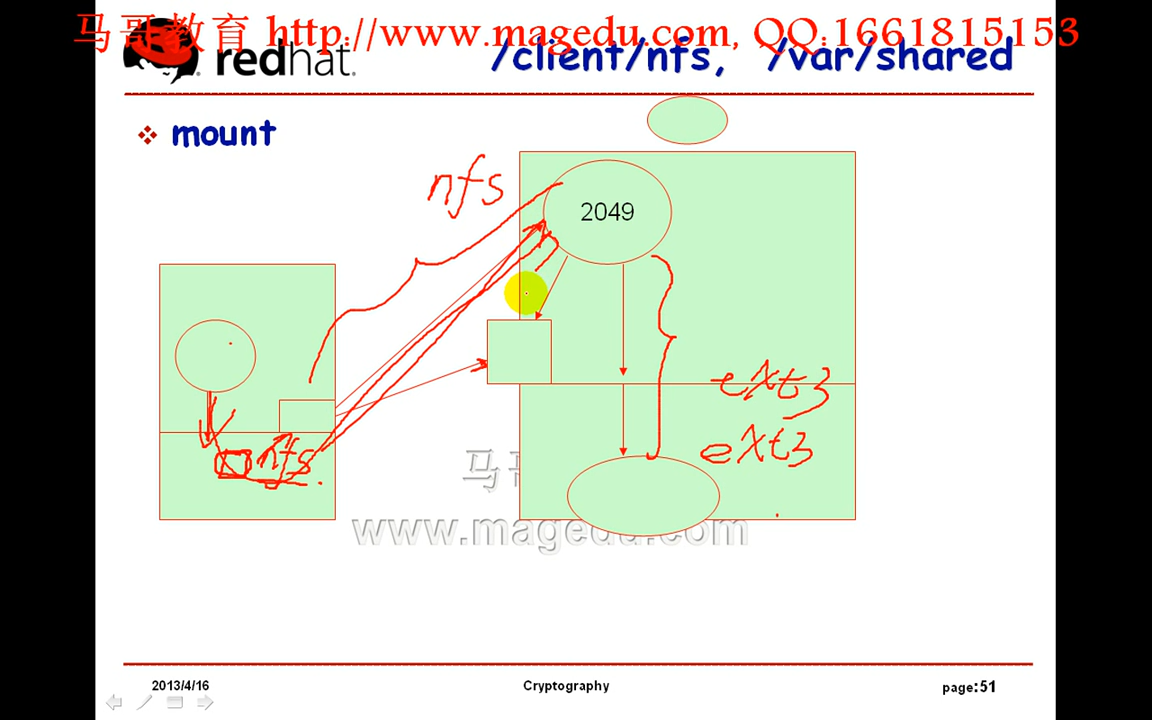 马哥教育 http://www.magedu.com, QQ:1661815153
redhat.
/client/nfs, /var/shared
mount
nfs
2049
ext3
nfs
ext3
马哥
www.magedu.com
2013/4/16
Cryptography
page:51